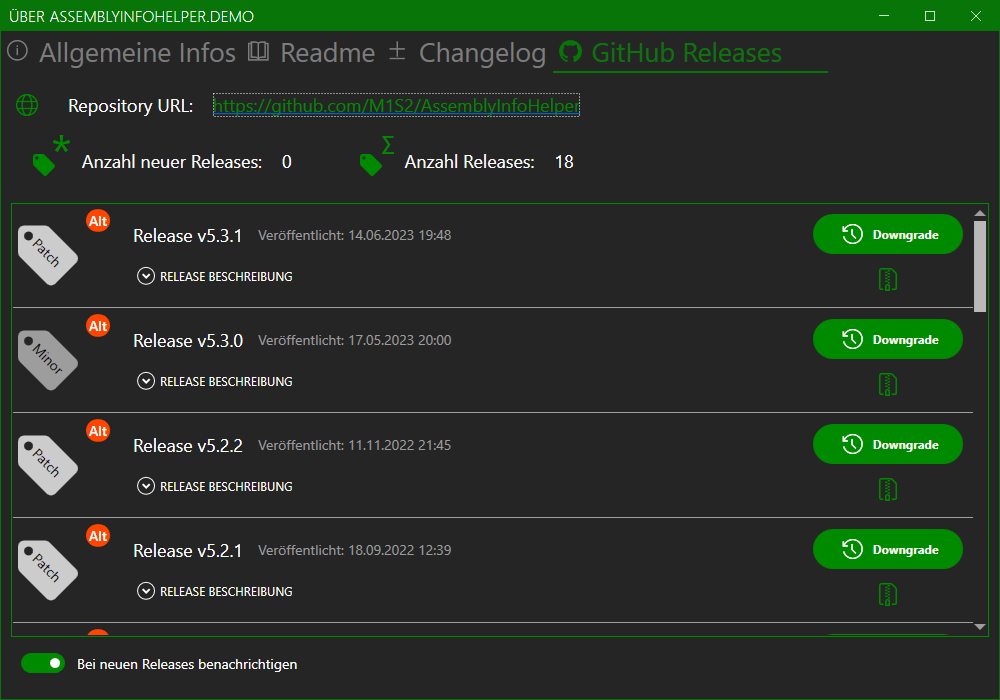 ÜBER ASSEMBLYINFOHELPER.DEMO
Allgemeine Infos Readme Changelog GitHub Releases
Repository URL: https://github.com/M1S2/AssemblyInfoHelper
Anzahl neuer Releases: 0 Anzahl Releases: 18
Patch Alt Release v5.3.1 Veröffentlicht: 14.06.2023 19:48 Downgrade
RELEASE BESCHREIBUNG
Minor Alt Release v5.3.0 Veröffentlicht: 17.05.2023 20:00 Downgrade
RELEASE BESCHREIBUNG
Patch Alt Release v5.2.2 Veröffentlicht: 11.11.2022 21:45 Downgrade
RELEASE BESCHREIBUNG
Patch Alt Release v5.2.1 Veröffentlicht: 18.09.2022 12:39 Downgrade
RELEASE BESCHREIBUNG
Bei neuen Releases benachrichtigen